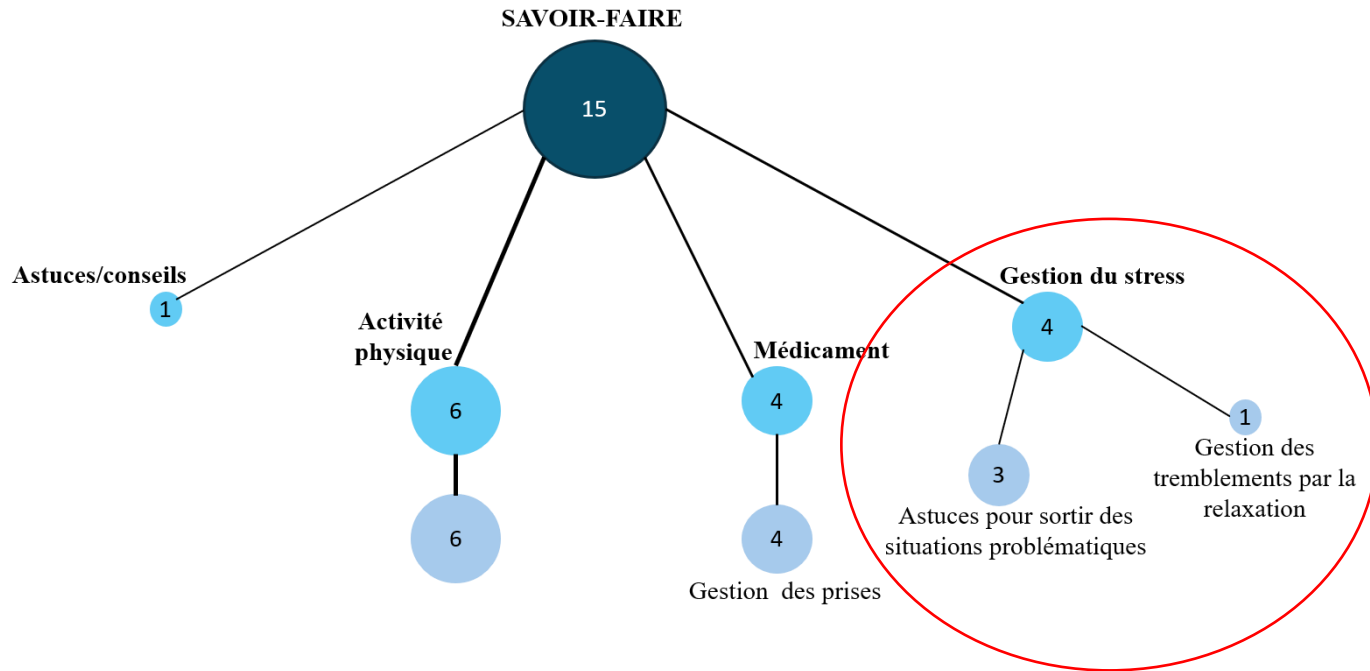 SAVOIR-FAIRE
15
Astuces/conseils
1
Activité
physique
6
6
Médicament
4
4
Gestion des prises
Gestion du stress
4
3
Astuces pour sortir des
situations problématiques
1
Gestion des
tremblements par la
relaxation